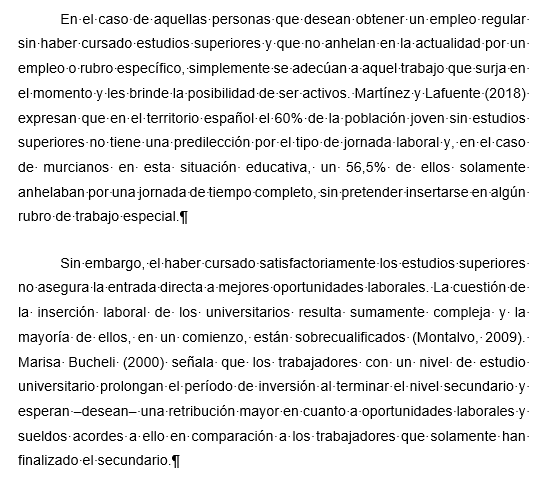 En el caso de aquellas personas que desean obtener un empleo regular
sin haber cursado estudios superiores y que no anhelan en la actualidad por un
empleo o rubro específico, simplemente se adecúan a aquel trabajo que surja en
el momento y les brinde la posibilidad de ser activos. Martínez y Lafuente (2018)
expresan que en el territorio español el 60% de la población joven sin estudios
superiores no tiene una predilección por el tipo de jornada laboral y, en el caso
de murcianos en esta situación educativa, un 56,5% de ellos solamente
anhelaban por una jornada de tiempo completo, sin pretender insertarse en algún
rubro de trabajo especial.¶
Sin embargo, el haber cursado satisfactoriamente los estudios superiores
no asegura la entrada directa a mejores oportunidades laborales. La cuestión de
la inserción laboral de los universitarios resulta sumamente compleja y la
mayoría de ellos, en un comienzo, están sobrecualificados (Montalvo, 2009).
Marisa Bucheli (2000) señala que los trabajadores con un nivel de estudio
universitario prolongan el período de inversión al terminar el nivel secundario y
esperan –desean– una retribución mayor en cuanto a oportunidades laborales y
sueldos acordes a ello en comparación a los trabajadores que solamente han
finalizado el secundario.¶